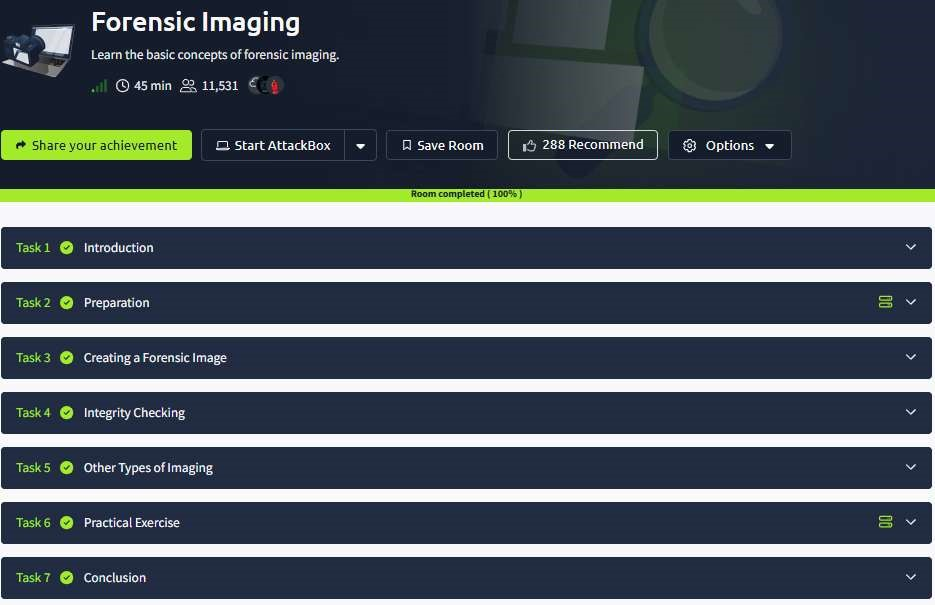 Forensic Imaging
Learn the basic concepts of forensic imaging.
45 min 11,531
Share your achievement Start AttackBox Save Room 288 Recommend Options
Room completed ( 100% )
Task 1 Introduction
Task 2 Preparation
Task 3 Creating a Forensic Image
Task 4 Integrity Checking
Task 5 Other Types of Imaging
Task 6 Practical Exercise
Task 7 Conclusion